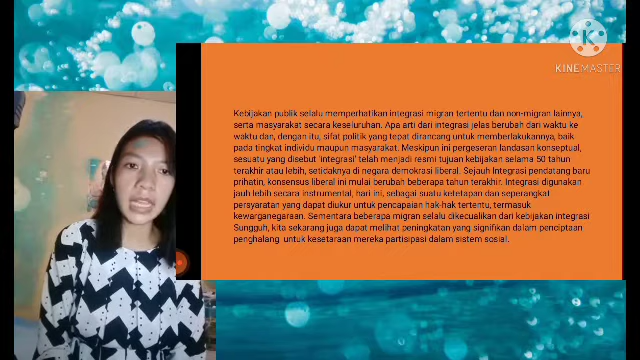 K
KINEMASTER
Kebijakan publik selalu memperhatikan integrasi migran tertentu dan non-migran lainnya,
serta masyarakat secara keseluruhan. Apa arti dari integrasi jelas berubah dari waktu ke
waktu dan, dengan itu, sifat politik yang tepat dirancang untuk memberlakukannya, baik
pada tingkat individu maupun masyarakat. Meskipun ini pergeseran landasan konseptual,
sesuatu yang disebut 'integrasi' telah menjadi resmi tujuan kebijakan selama 50 tahun
terakhir atau lebih, setidaknya di negara demokrasi liberal. Sejauh Integrasi pendatang baru
prihatin, konsensus liberal ini mulai berubah beberapa tahun terakhir. Integrasi digunakan
jauh lebih secara instrumental, hari ini, sebagai suatu ketetapan dan seperangkat
persyaratan yang dapat diukur untuk pencapaian hak-hak tertentu, termasuk
kewarganegaraan. Sementara beberapa migran selalu dikecualikan dari kebijakan integrasi
Sungguh, kita sekarang juga dapat melihat peningkatan yang signifikan dalam penciptaan
penghalang untuk kesetaraan mereka partisipasi dalam sistem sosial.